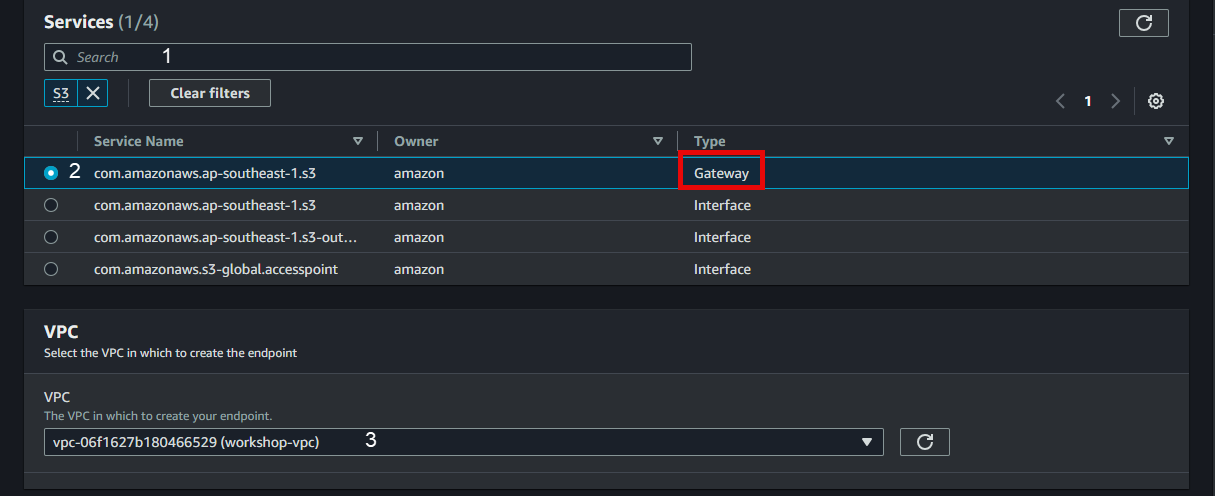 Services (1/4)
Search 1
S3
Clear filters
1
Service Name Owner Type
2 com.amazonaws.ap-southeast-1.s3 amazon Gateway
com.amazonaws.ap-southeast-1.s3 amazon Interface
com.amazonaws.ap-southeast-1.s3-out... amazon Interface
com.amazonaws.s3-global.accesspoint amazon Interface
VPC
Select the VPC in which to create the endpoint
VPC
The VPC in which to create your endpoint.
vpc-06f1627b180466529 (workshop-vpc) 3